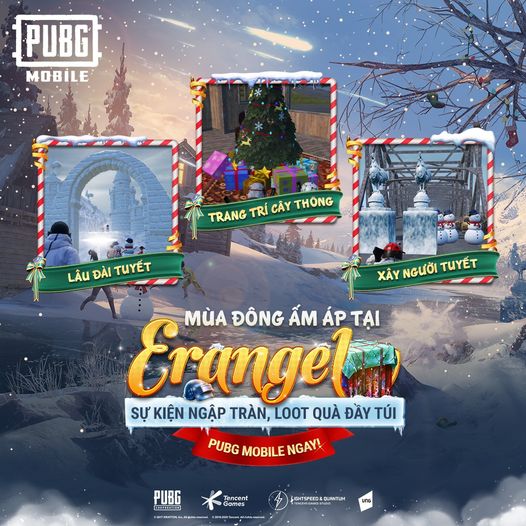 PUBG
MOBILE
TRANG TRÍ CÂY THÔNG
LÂU ĐÀI TUYẾT
XÂY NGƯỜI TUYẾT
MÙA ĐÔNG ẤM ÁP TẠI
Erangel
SỰ KIỆN NGẬP TRÀN, LOOT QUÀ ĐẦY TÚI
PUBG MOBILE NGAY!
PUBG
CORPORATION
Tencent
Games
LIGHTSPEED & QUANTUM
VNG